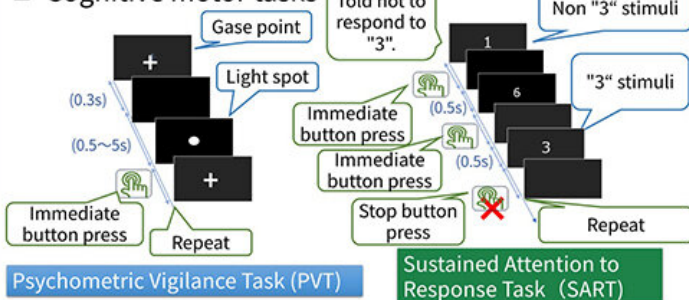 Cognitive motor tasks
Gase point
+
Light spot
(0.3s)
(0.5～5s)
+
Immediate
button press
Repeat
Psychometric Vigilance Task (PVT)
Told not to
respond to
"3".
Non "3" stimuli
1
6
"3" stimuli
3
(0.5s)
Immediate
button press
(0.5s)
Immediate
button press
Stop button
press
Repeat
Sustained Attention to
Response Task（SART）